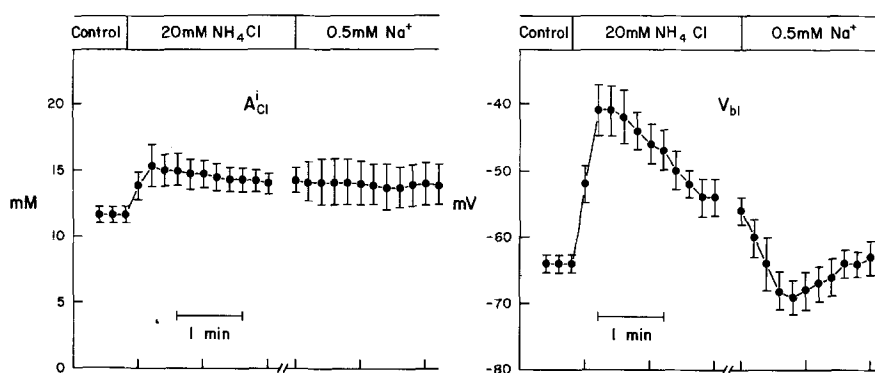 Control 20mM NH₄Cl 0.5mM Na⁺
A^i_Cl
mM
20
15
10
5
0
1 min
Control 20mM NH₄ Cl 0.5mM Na⁺
V_bl
mV
-40
-50
-60
-70
-80
1 min